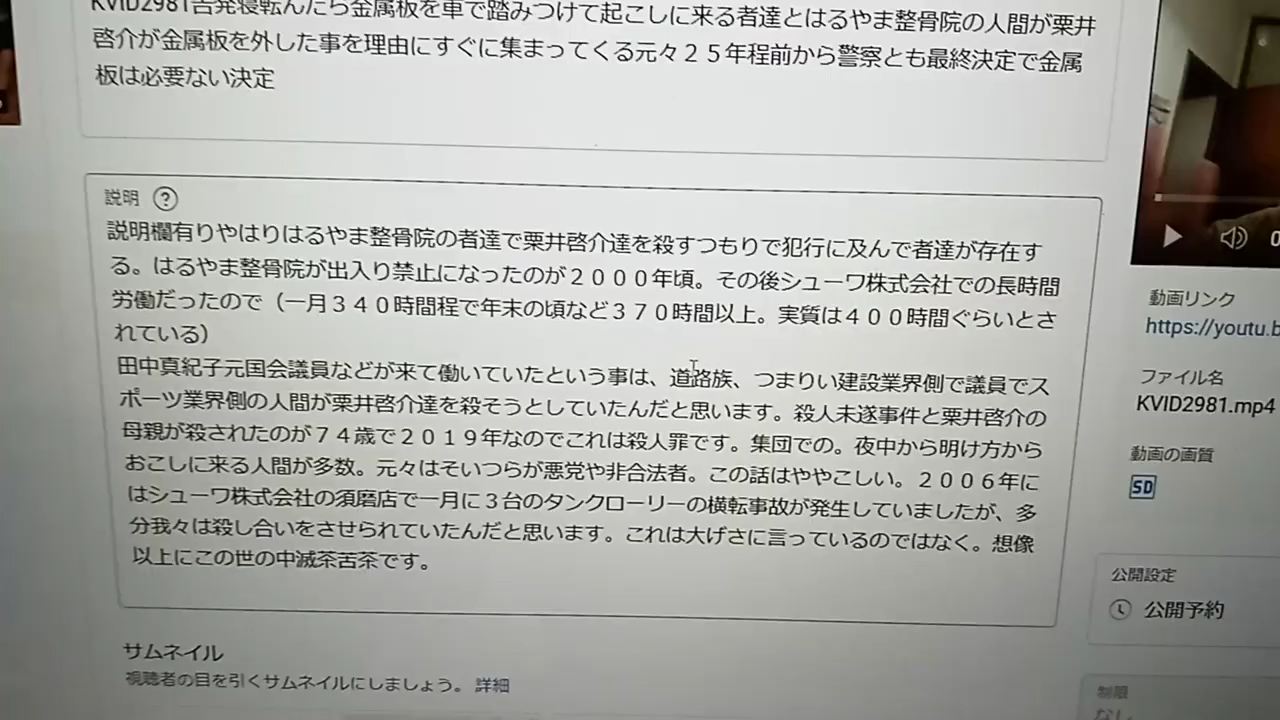 KVID2981告発寝転んだら金属板を車で踏みつけて起こしに来る者達とはるやま整骨院の人間が栗井
啓介が金属板を外した事を理由にすぐに集まってくる元々２５年程前から警察とも最終決定で金属
板は必要ない決定
説明
説明欄有りやはりはるやま整骨院の者達で栗井啓介達を殺すつもりで犯行に及んで者達が存在す
る。はるやま整骨院が出入り禁止になったのが２０００年頃。その後シューワ株式会社での長時間
労働だったので（一月３４０時間程で年末の頃など３７０時間以上。実質は４００時間ぐらいとさ
れている）
田中真紀子元国会議員などが来て働いていたという事は、道路族、つまりい建設業界側で議員でス
ポーツ業界側の人間が栗井啓介達を殺そうとしていたんだと思います。殺人未遂事件と栗井啓介の
母親が殺されたのが７４歳で２０１９年なのでこれは殺人罪です。集団での。夜中から明け方から
おこしに来る人間が多数。元々はそいつらが悪党や非合法者。この話はややこしい。２００６年に
はシューワ株式会社の須磨店で一月に３台のタンクローリーの横転事故が発生していましたが、多
分我々は殺し合いをさせられていたんだと思います。これは大げさに言っているのではなく。想像
以上にこの世の中滅茶苦茶です。
サムネイル
視聴者の目を引くサムネイルにしましょう。 詳細
動画リンク
https://youtu.b
ファイル名
KVID2981.mp4
動画の画質
SD
公開設定
公開予約
制限